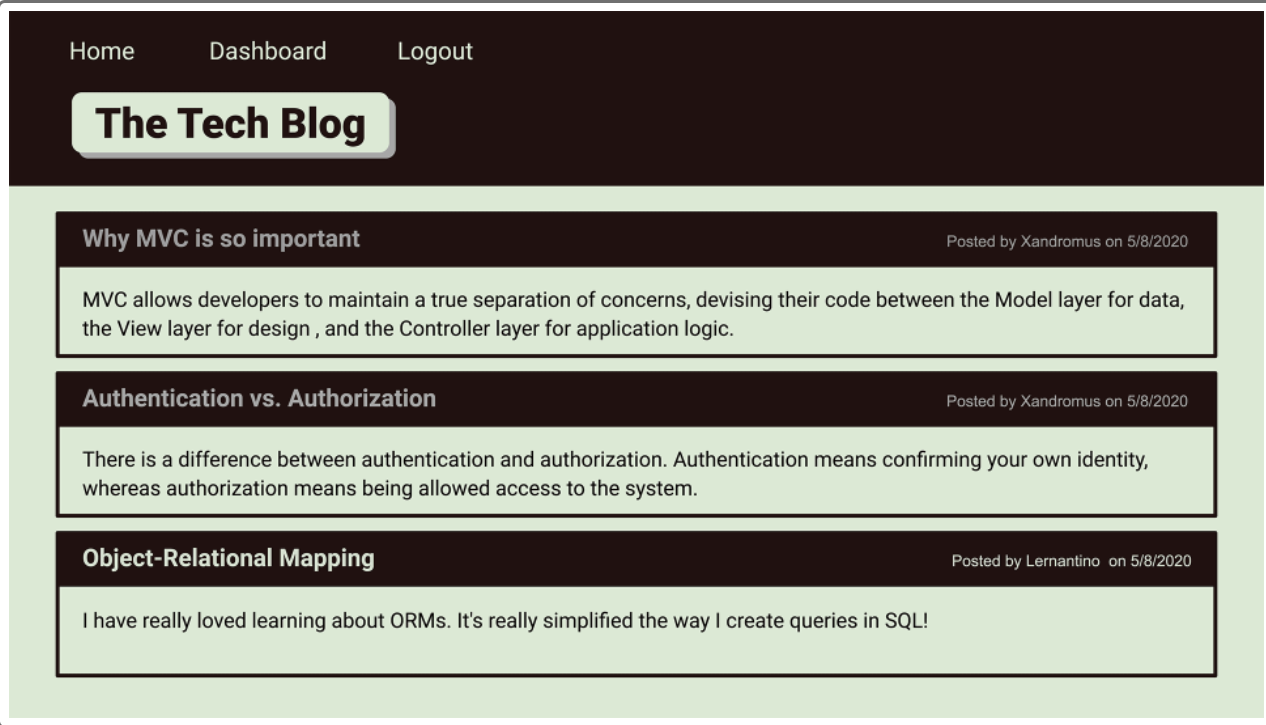 Home Dashboard Logout
The Tech Blog
Why MVC is so important Posted by Xandromus on 5/8/2020
MVC allows developers to maintain a true separation of concerns, devising their code between the Model layer for data,
the View layer for design , and the Controller layer for application logic.
Authentication vs. Authorization Posted by Xandromus on 5/8/2020
There is a difference between authentication and authorization. Authentication means confirming your own identity,
whereas authorization means being allowed access to the system.
Object-Relational Mapping Posted by Lernantino  on 5/8/2020
I have really loved learning about ORMs. It's really simplified the way I create queries in SQL!